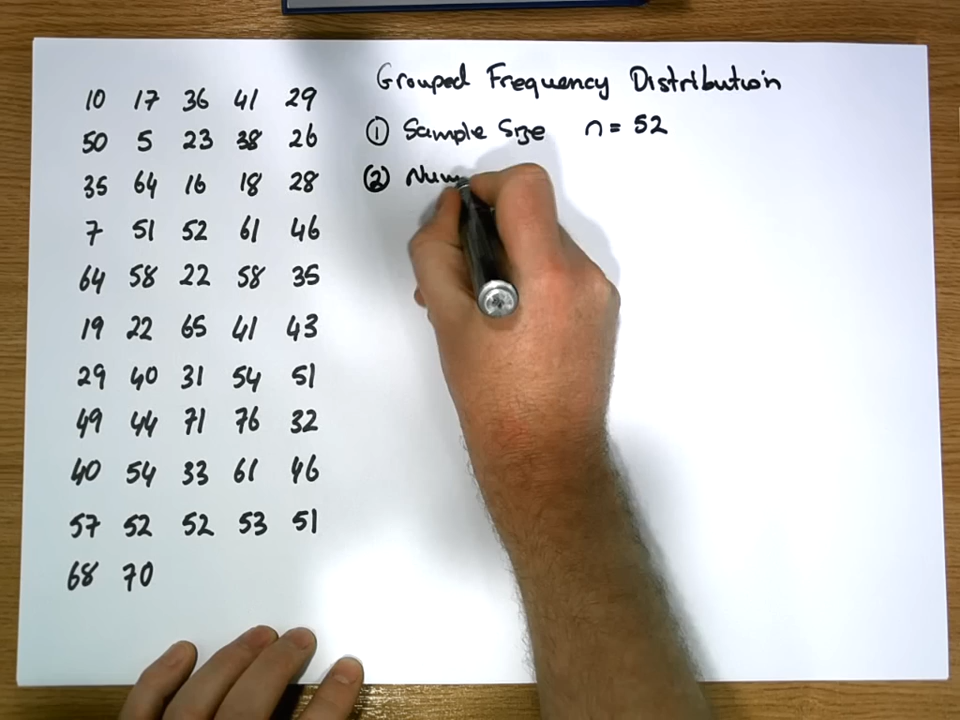 Grouped Frequency Distribution
① Sample Size n = 52
② Num
10 17 36 41 29
50 5 23 38 26
35 64 16 18 28
7 51 52 61 46
64 58 22 58 35
19 22 65 41 43
29 40 31 54 51
49 44 71 76 32
40 54 33 61 46
57 52 52 53 51
68 70